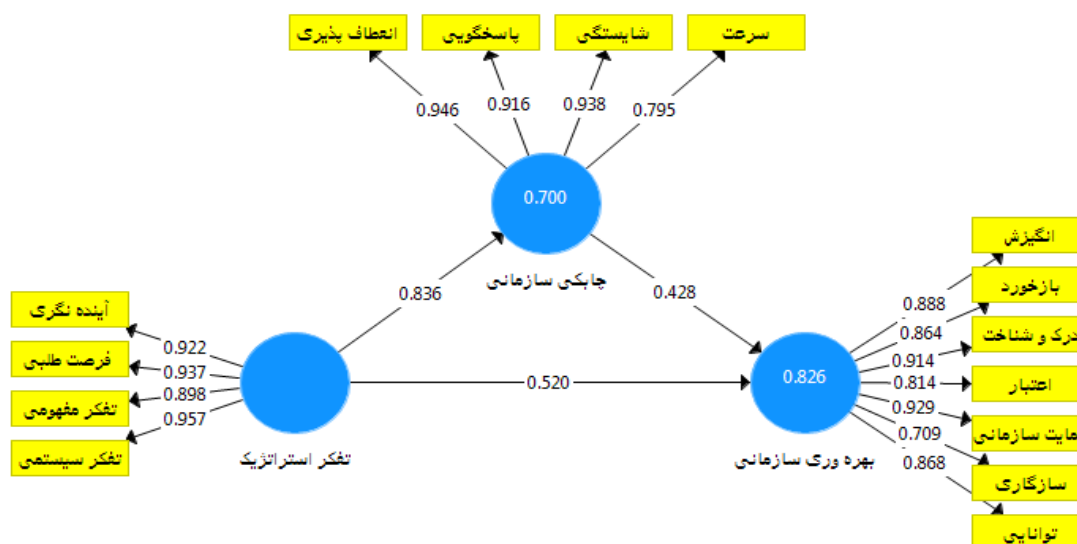 انعطاف پذیری
پاسخگویی
شایستگی
سرعت
0.946
0.916
0.938
0.795
0.700
چابکی سازمانی
0.836
0.428
0.520
آینده نگری
فرصت طلبی
تفکر مفهومی
تفکر سیستمی
0.922
0.937
0.898
0.957
تفکر استراتژیک
0.826
بهره وری سازمانی
0.888
0.864
0.914
0.814
0.929
0.709
0.868
انگیزش
بازخورد
درک و شناخت
اعتبار
مایت سازمانی
سازگاری
توانایی